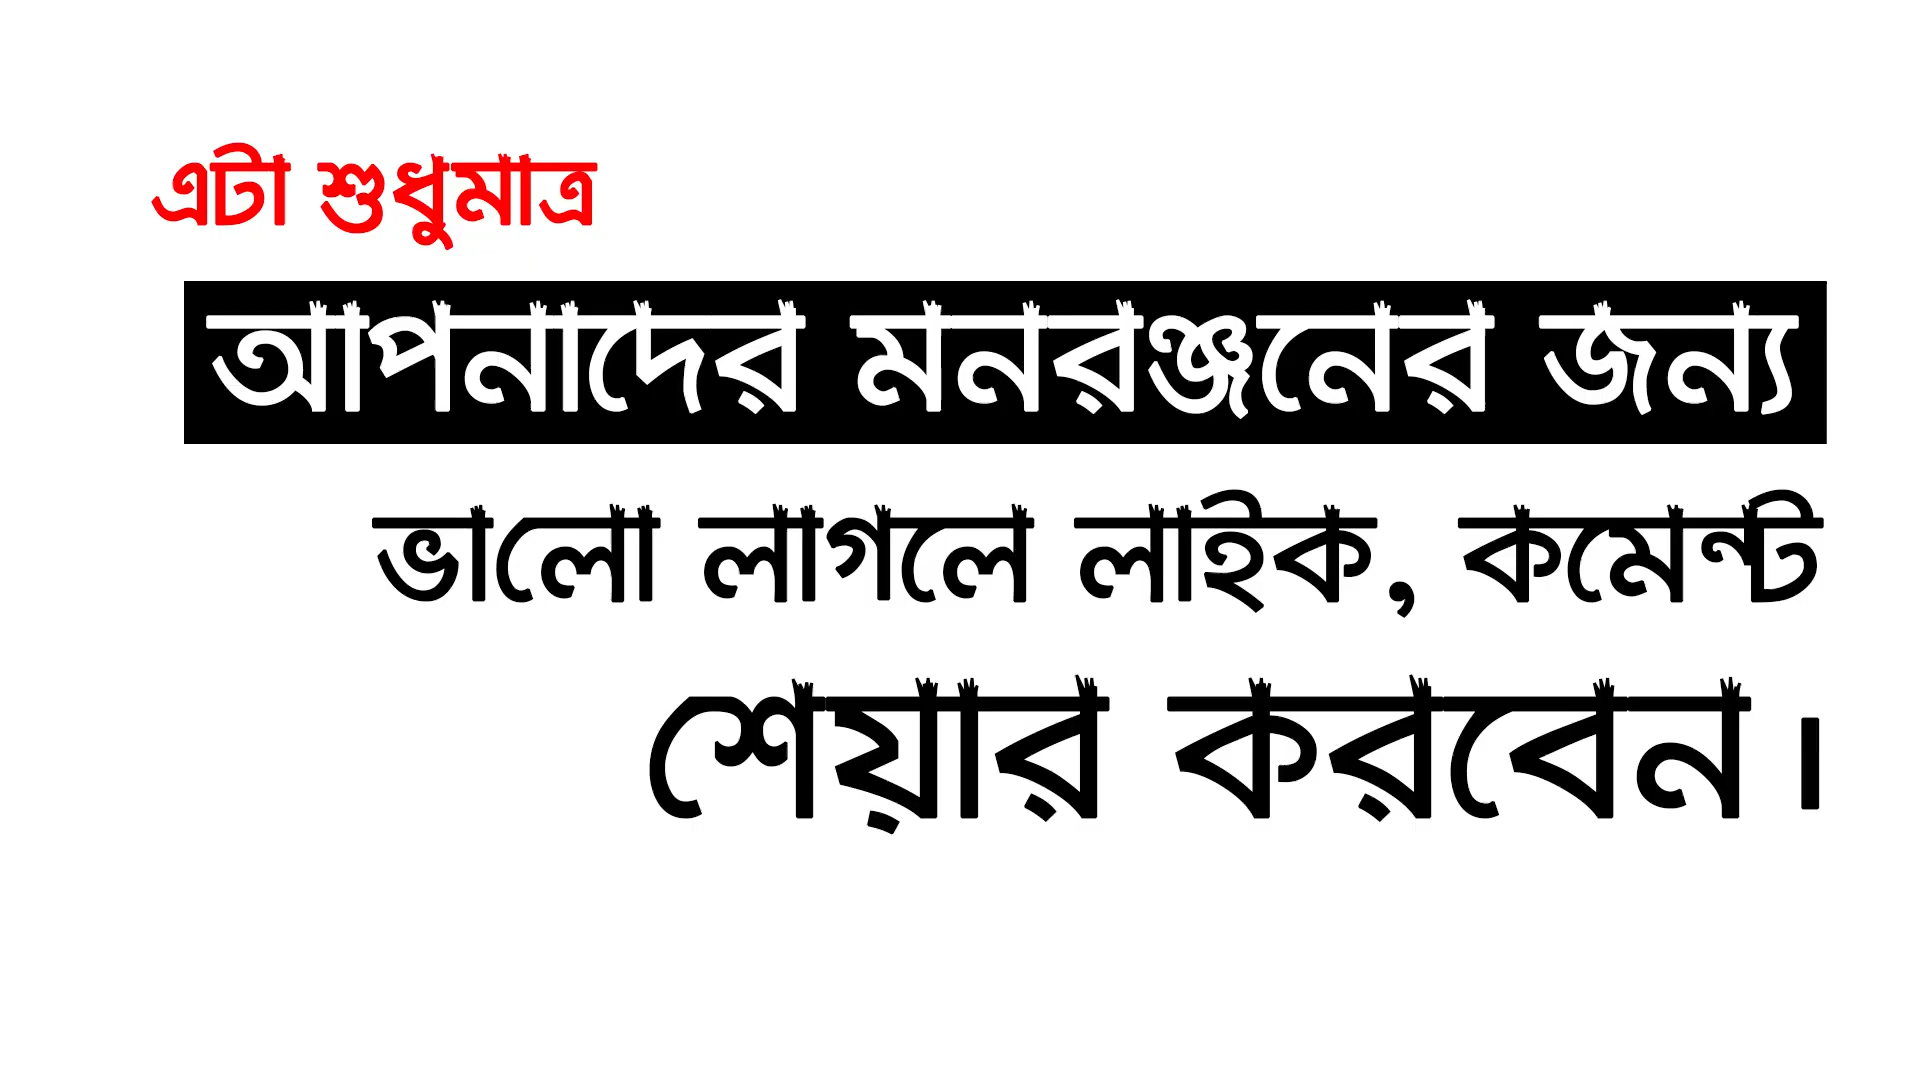 এটা শুধুমাত্র
আপনাদের মনরঞ্জনের জন্য
ভালো লাগলে লাইক, কমেন্ট
শেয়ার করবেন।